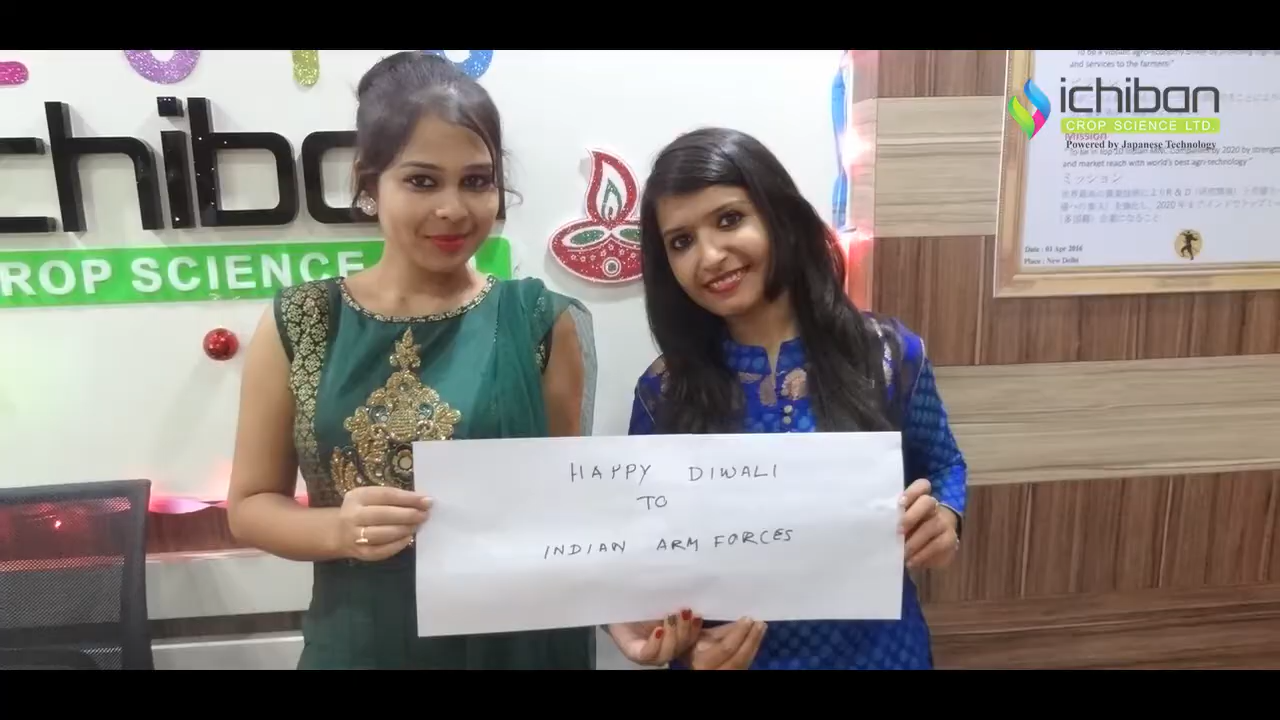 chiba
ROP SCIENCE
HAPPY DIWALI
TO
INDIAN ARM FORCES
and services to the farmers"
Mission
and market reach with world's best agri-technology"
ミッション
Date : 01 Apr 2016
Place : New Delhi
ichiban
CROP SCIENCE LTD.
Powered by Japanese Technology